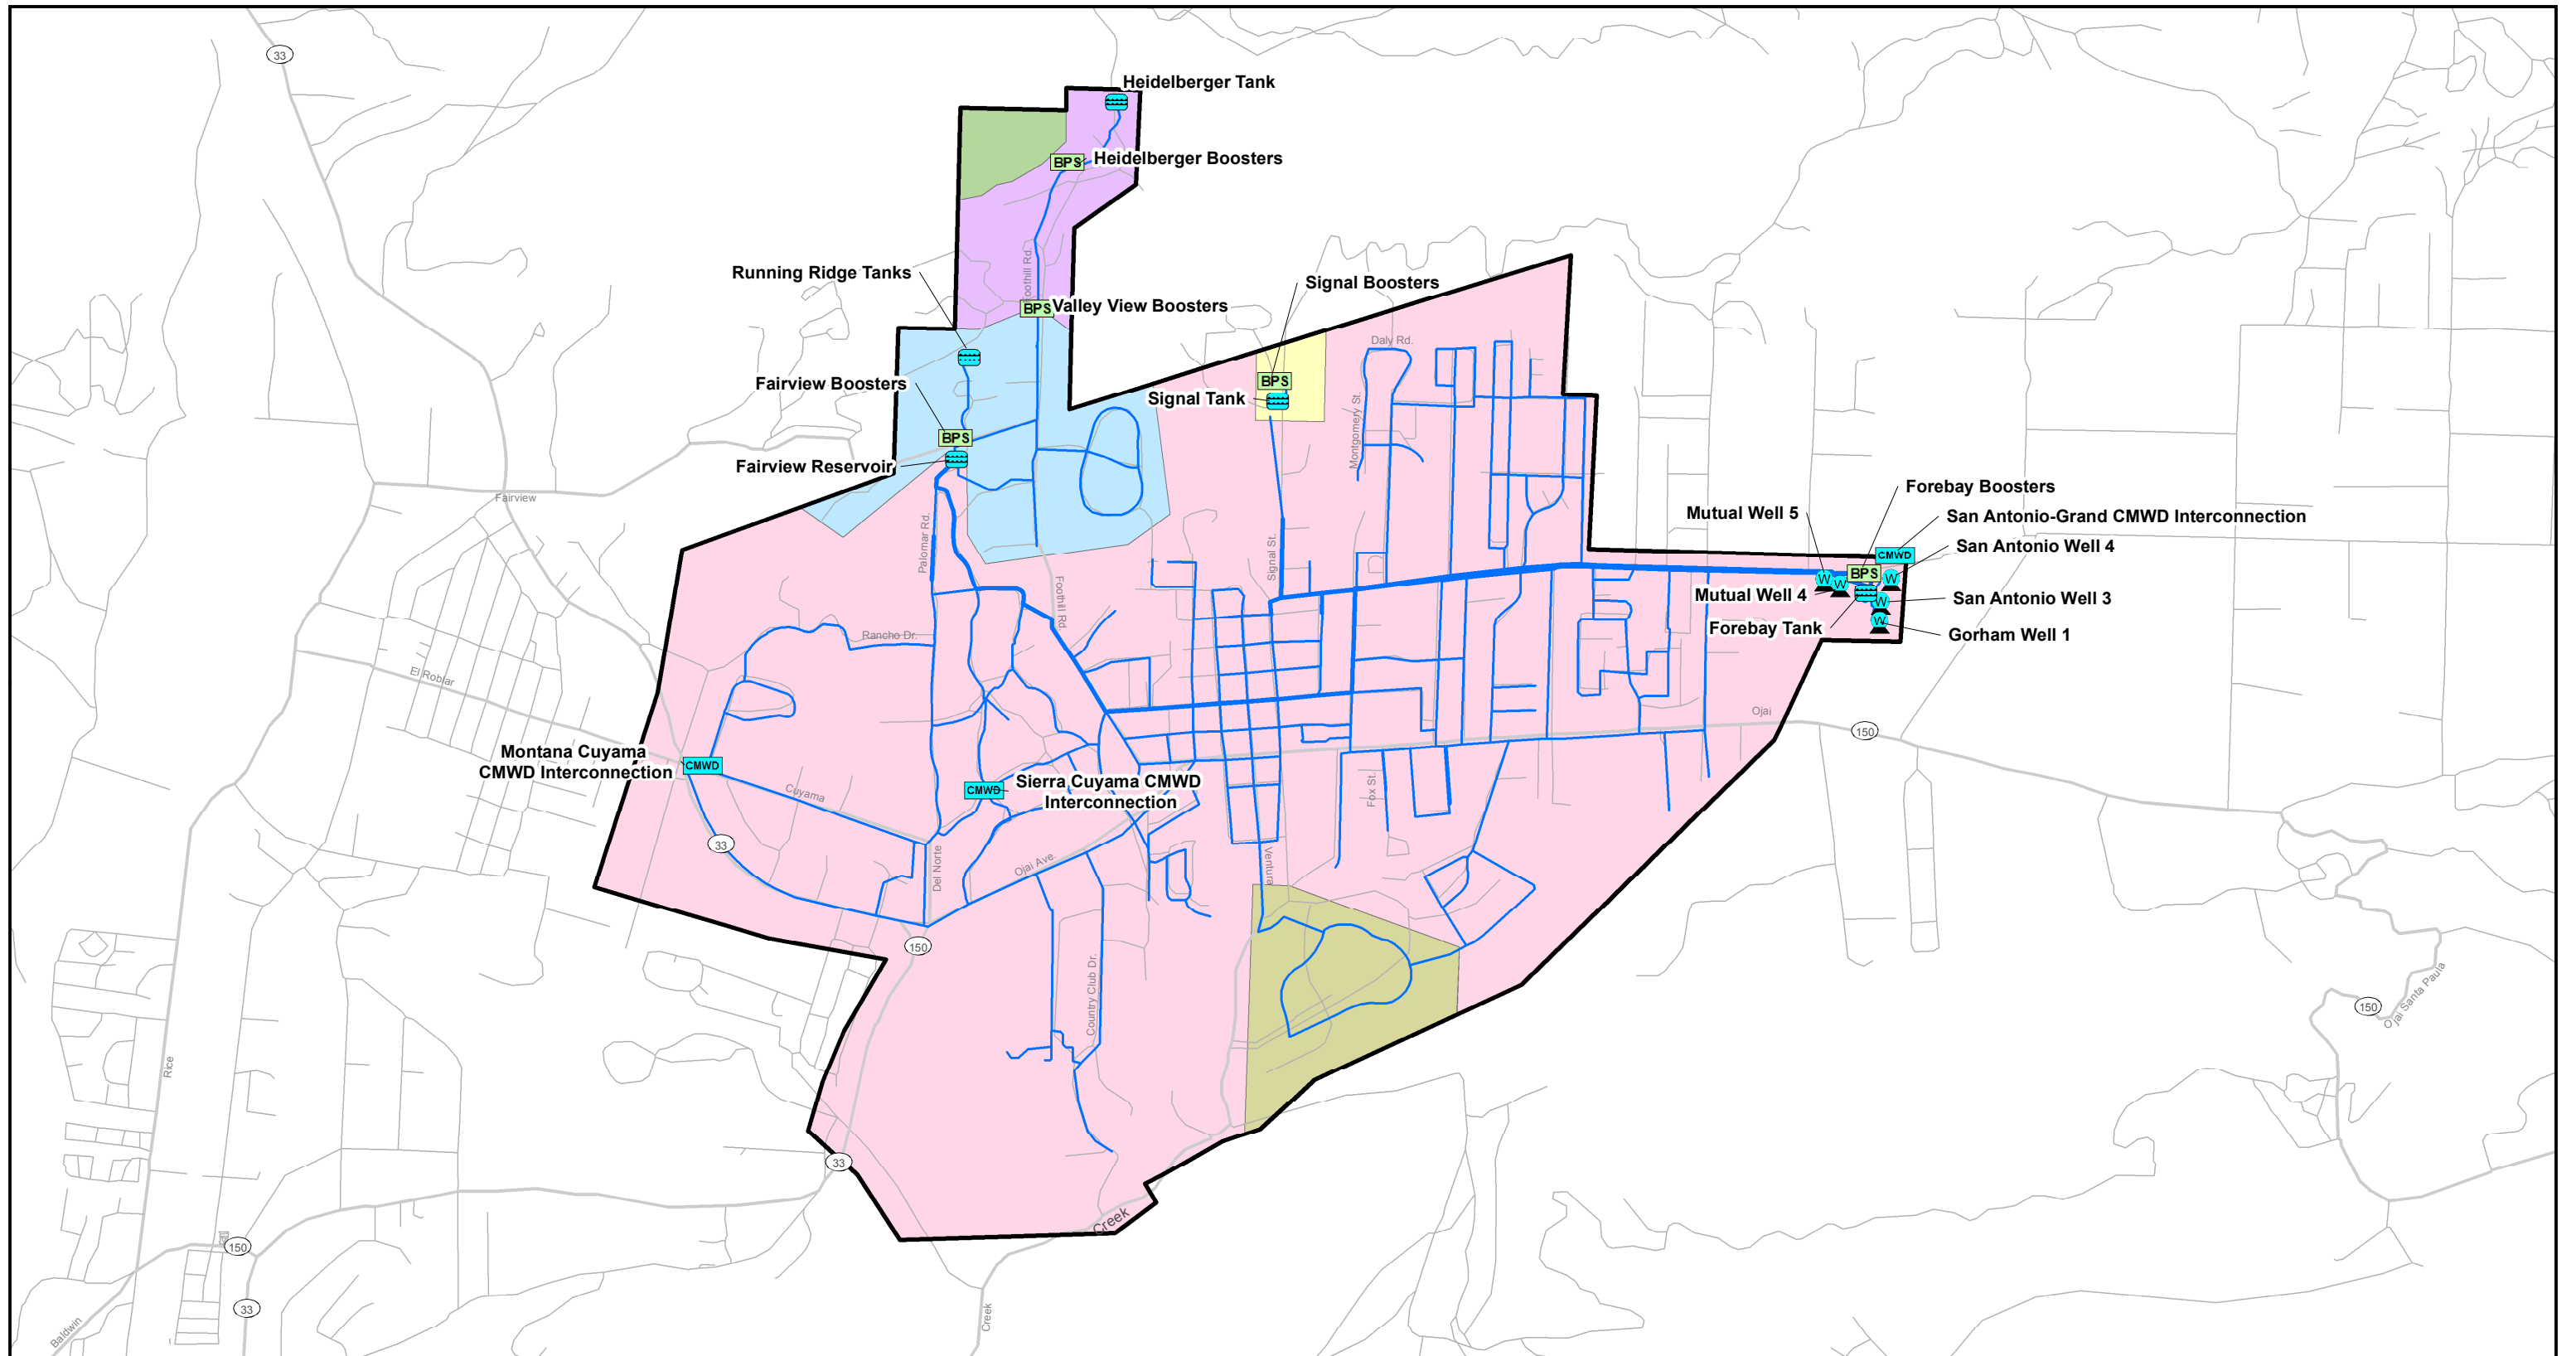 33
Heidelberger Tank
BPS
Heidelberger Boosters
Foothill Rd.
Running Ridge Tanks
Signal Boosters
BPS
Valley View Boosters
Daly Rd.
Fairview Boosters
BPS
Signal Tank
Montgomery St.
BPS
Fairview Reservoir
Fairview
Forebay Boosters
Mutual Well 5
San Antonio-Grand CMWD Interconnection
Palomar Rd.
Signal St.
San Antonio Well 4
CMWD
BPS
W
W
W
Mutual Well 4
San Antonio Well 3
W
Foothill Rd.
Forebay Tank
W
Gorham Well 1
Rancho Dr.
El Roblar
Ojai
150
Montana Cuyama
CMWD Interconnection
CMWD
Sierra Cuyama CMWD
Interconnection
CMWD
Cuyama
Fox St.
33
Ojai Ave.
Del Norte
Ventura
150
Country Club Dr.
150
Ojai Santa Paula
Rice
33
Creek
150
33
Creek
Baldwin